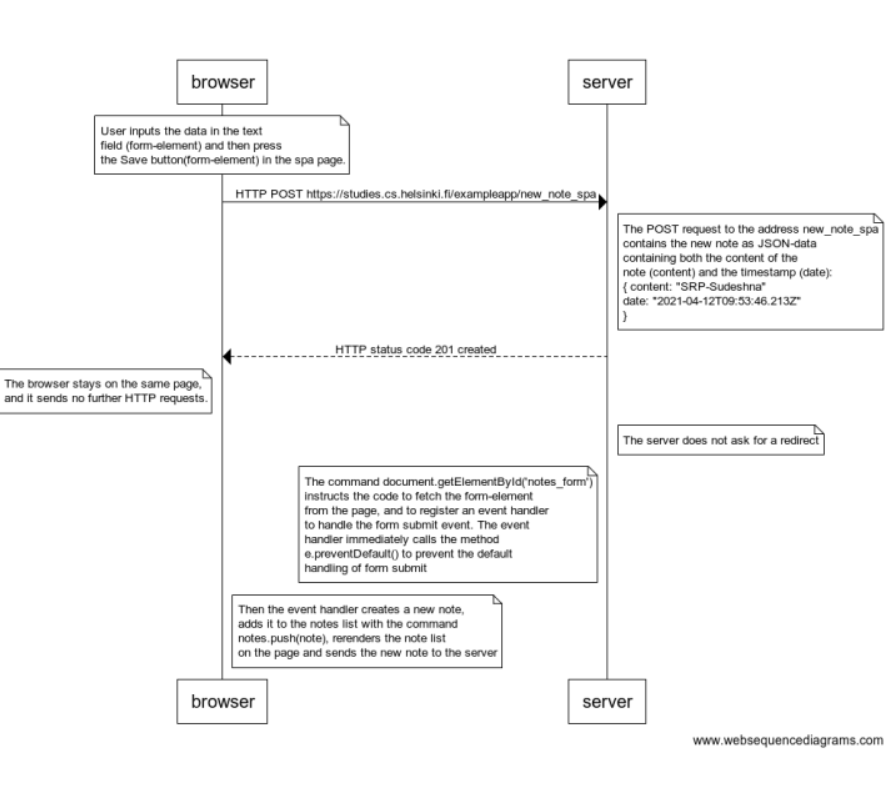 browser
server
User inputs the data in the text
field (form-element) and then press
the Save button(form-element) in the spa page.
HTTP POST https://studies.cs.helsinki.fi/exampleapp/new_note_spa
The POST request to the address new_note_spa
contains the new note as JSON-data
containing both the content of the
note (content) and the timestamp (date):
{ content: "SRP-Sudeshna"
date: "2021-04-12T09:53:46.213Z"
}
HTTP status code 201 created
The browser stays on the same page,
and it sends no further HTTP requests.
The server does not ask for a redirect
The command document.getElementById('notes_form')
instructs the code to fetch the form-element
from the page, and to register an event handler
to handle the form submit event. The event
handler immediately calls the method
e.preventDefault() to prevent the default
handling of form submit
Then the event handler creates a new note,
adds it to the notes list with the command
notes.push(note), rerenders the note list
on the page and sends the new note to the server
browser
server
www.websequencediagrams.com